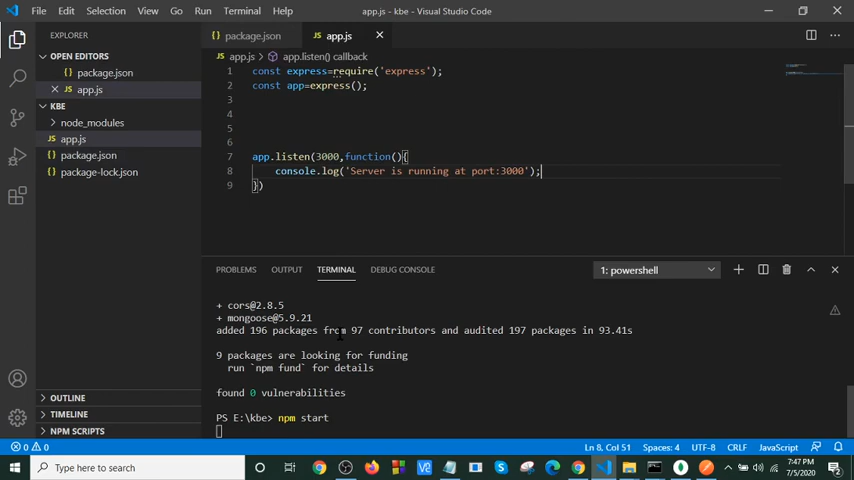 File Edit Selection View Go Run Terminal Help app.js - kbe - Visual Studio Code
EXPLORER
OPEN EDITORS
package.json
app.js
KBE
node_modules
app.js
package.json
package-lock.json
OUTLINE
TIMELINE
NPM SCRIPTS
package.json app.js
app.js > app.listen() callback
1 const express=require('express');
2 const app=express();
3
4
5
6
7 app.listen(3000,function(){
8 console.log('Server is running at port:3000');
9 })
PROBLEMS OUTPUT TERMINAL DEBUG CONSOLE 1: powershell
+ cors@2.8.5
+ mongoose@5.9.21
added 196 packages from 97 contributors and audited 197 packages in 93.41s
9 packages are looking for funding
run `npm fund` for details
found 0 vulnerabilities
PS E:\kbe> npm start
0 0 Ln 8, Col 51 Spaces: 4 UTF-8 CRLF JavaScript
Type here to search
7:47 PM
7/5/2020